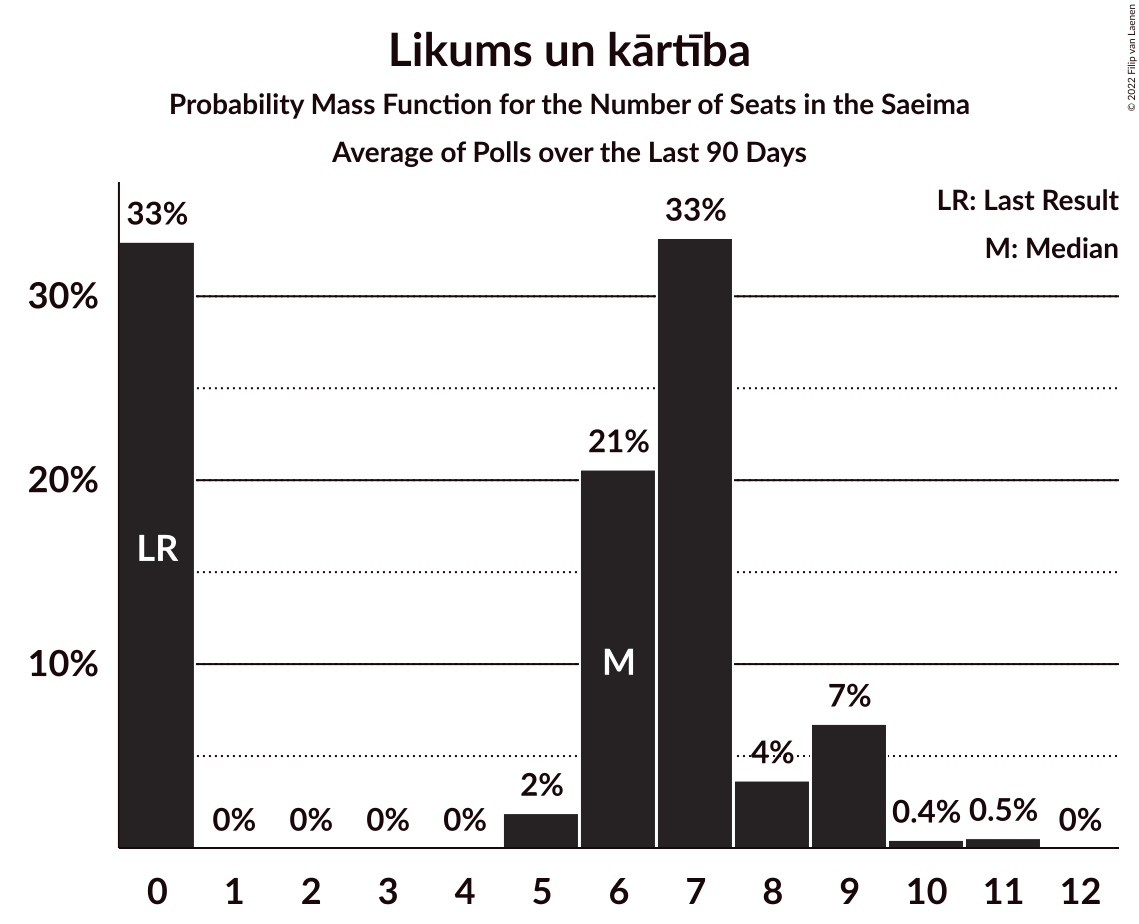 Likums un kārtība
Probability Mass Function for the Number of Seats in the Saeima
Average of Polls over the Last 90 Days
© 2022 Filip van Laenen
LR: Last Result
M: Median
33% 0% 0% 0% 0% 2% 21% 33% 4% 7% 0.4% 0.5% 0%
30%
20%
10%
LR
M
0 1 2 3 4 5 6 7 8 9 10 11 12